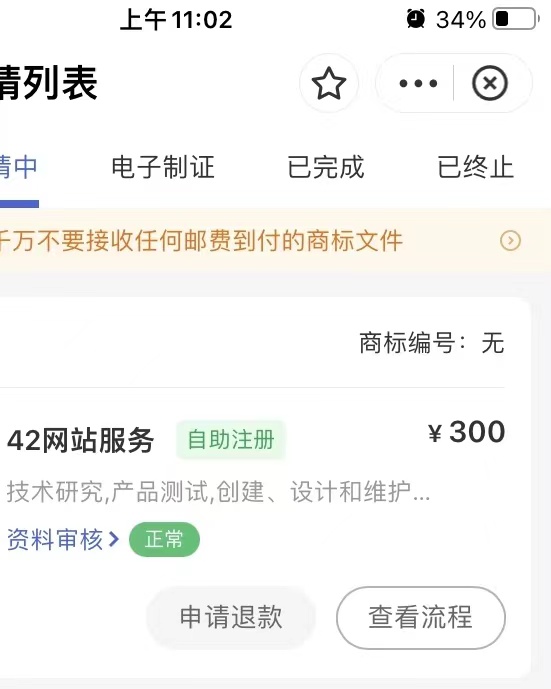 上午11:02 34%
情列表
请中 电子制证 已完成 已终止
千万不要接收任何邮费到付的商标文件
商标编号：无
42网站服务 自助注册 ¥300
技术研究,产品测试,创建、设计和维护...
资料审核 正常
申请退款 查看流程